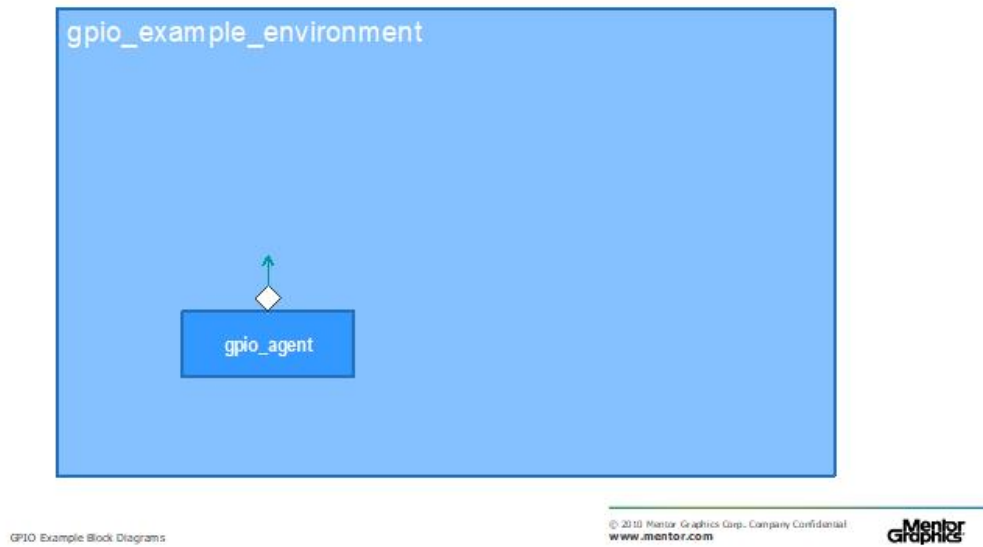 gpio_example_environment
gpio_agent
GPIO Example Block Diagrams
© 2010 Mentor Graphics Corp. Company Confidential
www.mentor.com
Mentor
Graphics